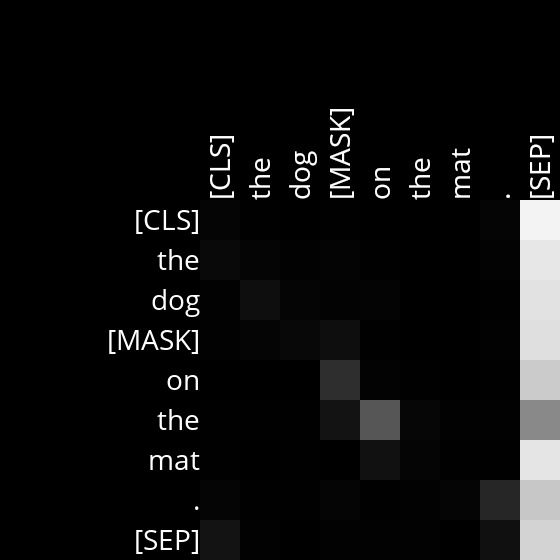 [CLS] the dog [MASK] on the mat . [SEP]
[CLS]
the
dog
[MASK]
on
the
mat
.
[SEP]